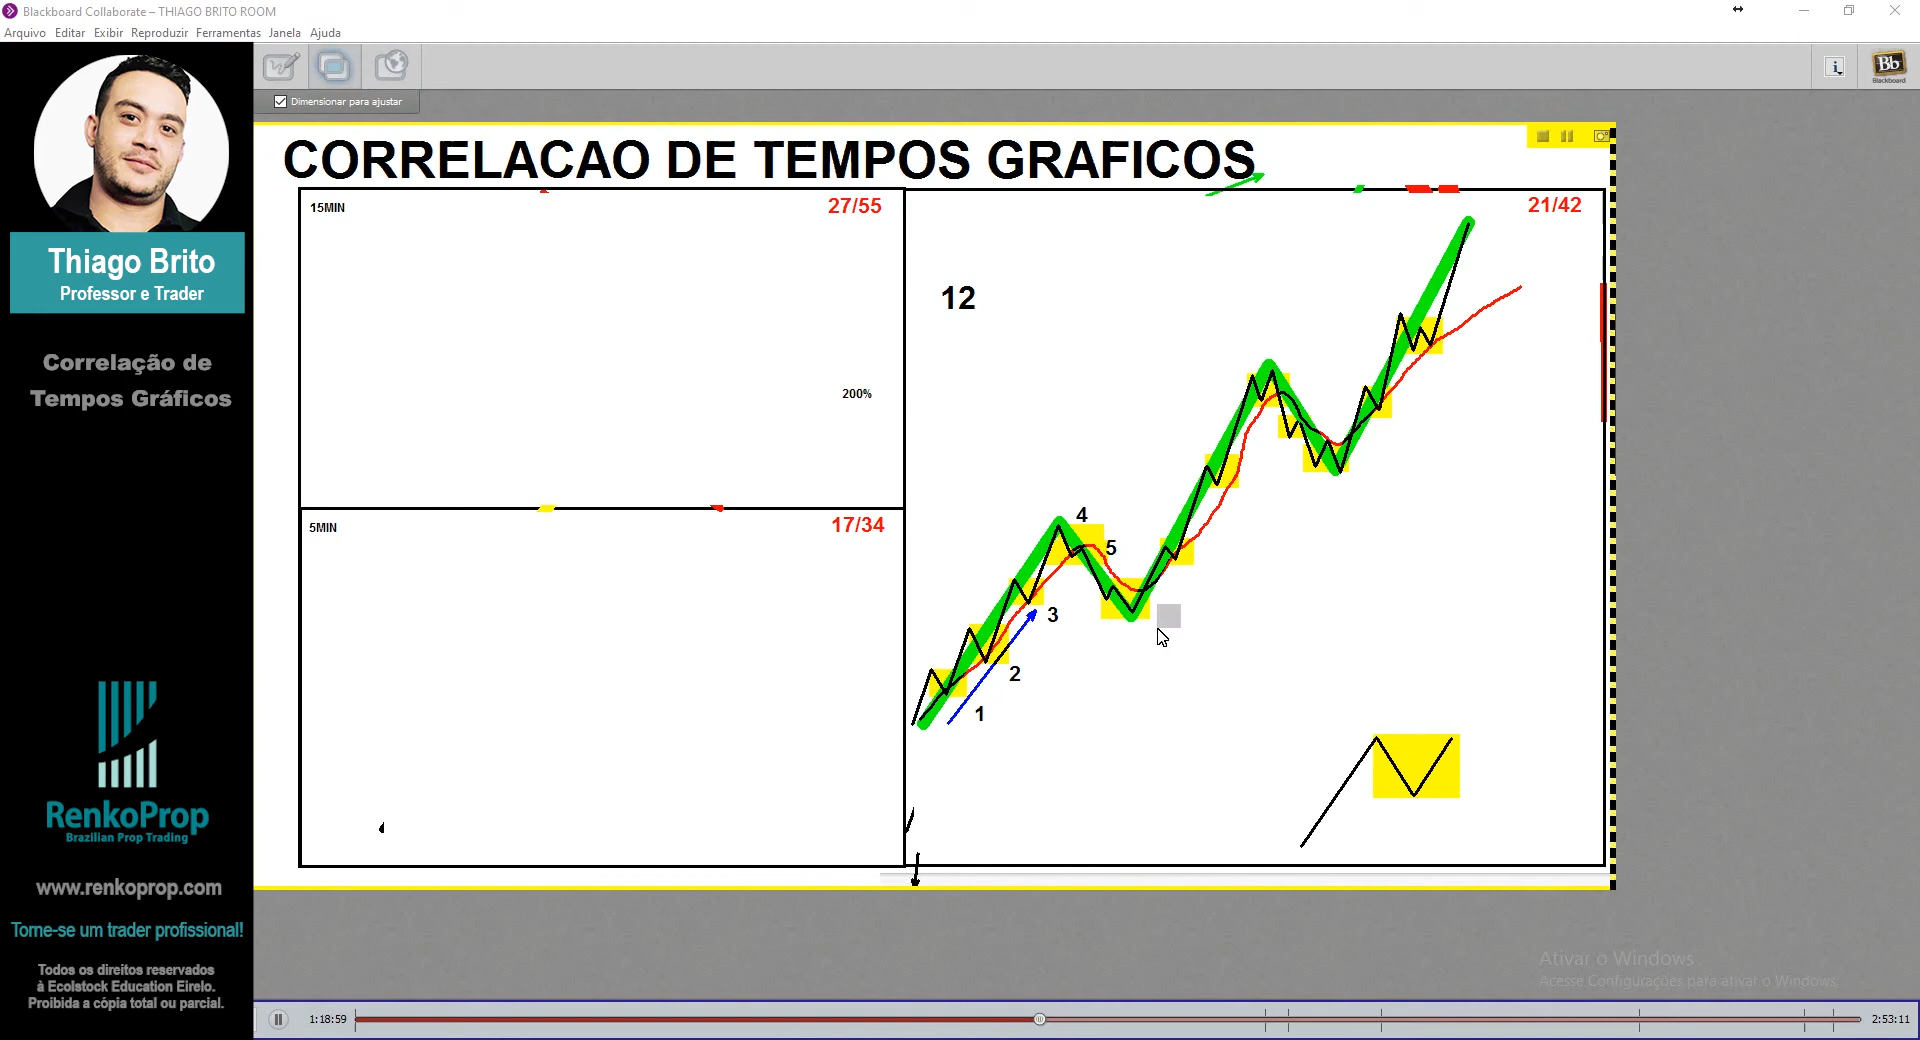 Blackboard Collaborate – THIAGO BRITO ROOM
Arquivo Editar Exibir Reproduzir Ferramentas Janela Ajuda
Dimensionar para ajustar
i
Bb
Blackboard
Thiago Brito
Professor e Trader
Correlação de
Tempos Gráficos
RenkoProp
Brazilian Prop Trading
www.renkoprop.com
Torne-se um trader profissional!
Todos os direitos reservados
à Ecolstock Education Eirelo.
Proibida a cópia total ou parcial.
CORRELACAO DE TEMPOS GRAFICOS
15MIN
27/55
200%
5MIN
17/34
21/42
12
4
5
3
2
1
Ativar o Windows
Acesse Configurações para ativar o Windows.
1:18:59
2:53:11